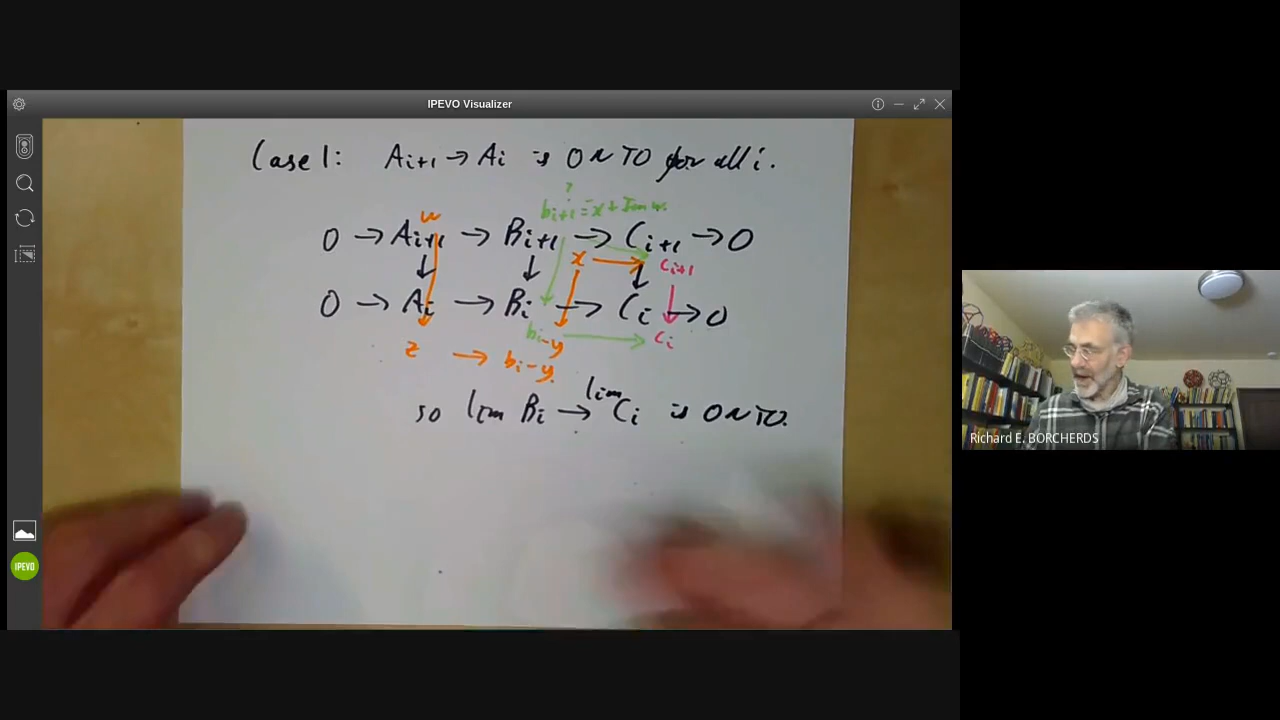 IPEVO Visualizer
Case 1: Ai+1 → Ai is ONTO for all i.
?
w bi+1 = x + Im w.
0 → Ai+1 → Bi+1 → Ci+1 → 0
x → ci+1
↓ ↓ ↓
0 → Ai → Bi → Ci → 0
bi-y → ci
z → bi-y.
so lim Bi → lim Ci is ONTO.
Richard E. BORCHERDS
IPEVO